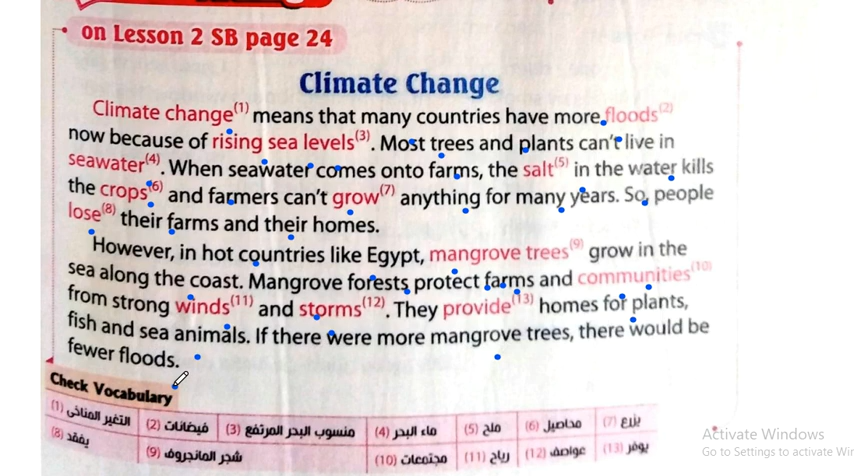 on Lesson 2 SB page 24
Climate Change
Climate change(1) means that many countries have more floods(2)
now because of rising sea levels(3). Most trees and plants can't live in
seawater(4). When seawater comes onto farms, the salt(5) in the water kills
the crops(6) and farmers can't grow(7) anything for many years. So, people
lose(8) their farms and their homes.
However, in hot countries like Egypt, mangrove trees(9) grow in the
sea along the coast. Mangrove forests protect farms and communities(10)
from strong winds(11) and storms(12). They provide(13) homes for plants,
fish and sea animals. If there were more mangrove trees, there would be
fewer floods.
Check Vocabulary
(1) التغير المناخى (2) فيضانات (3) منسوب البحر المرتفع (4) ماء البحر (5) ملح (6) محاصيل (7) يزرع
(8) يفقد (9) شجر المانجروف (10) مجتمعات (11) رياح (12) عواصف (13) يوفر
Activate Windows
Go to Settings to activate Wi